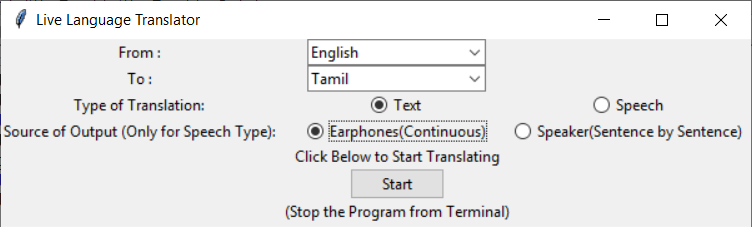 Live Language Translator
From : English
To : Tamil
Type of Translation: Text Speech
Source of Output (Only for Speech Type): Earphones(Continuous) Speaker(Sentence by Sentence)
Click Below to Start Translating
Start
(Stop the Program from Terminal)